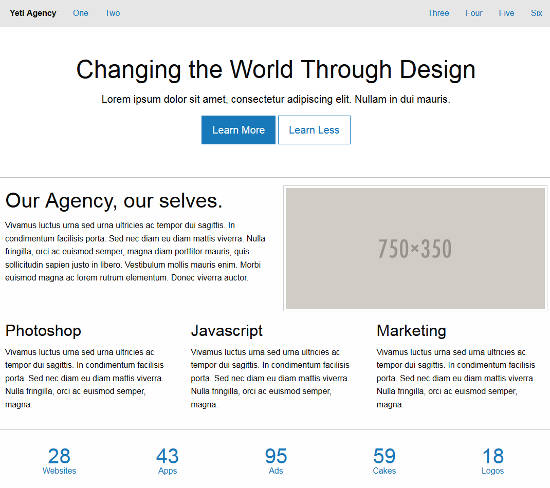 Yeti Agency One Two Three Four Five Six
Changing the World Through Design
Lorem ipsum dolor sit amet, consectetur adipiscing elit. Nullam in dui mauris.
Learn More Learn Less
Our Agency, our selves.
Vivamus luctus urna sed urna ultricies ac tempor dui sagittis. In
condimentum facilisis porta. Sed nec diam eu diam mattis viverra. Nulla
fringilla, orci ac euismod semper, magna diam porttitor mauris, quis
sollicitudin sapien justo in libero. Vestibulum mollis mauris enim. Morbi
euismod magna ac lorem rutrum elementum. Donec viverra auctor.
750×350
Photoshop
Vivamus luctus urna sed urna ultricies ac
tempor dui sagittis. In condimentum facilisis
porta. Sed nec diam eu diam mattis viverra.
Nulla fringilla, orci ac euismod semper,
magna.
Javascript
Vivamus luctus urna sed urna ultricies ac
tempor dui sagittis. In condimentum facilisis
porta. Sed nec diam eu diam mattis viverra.
Nulla fringilla, orci ac euismod semper,
magna.
Marketing
Vivamus luctus urna sed urna ultricies ac
tempor dui sagittis. In condimentum facilisis
porta. Sed nec diam eu diam mattis viverra.
Nulla fringilla, orci ac euismod semper,
magna.
28 43 95 59 18
Websites Apps Ads Cakes Logos